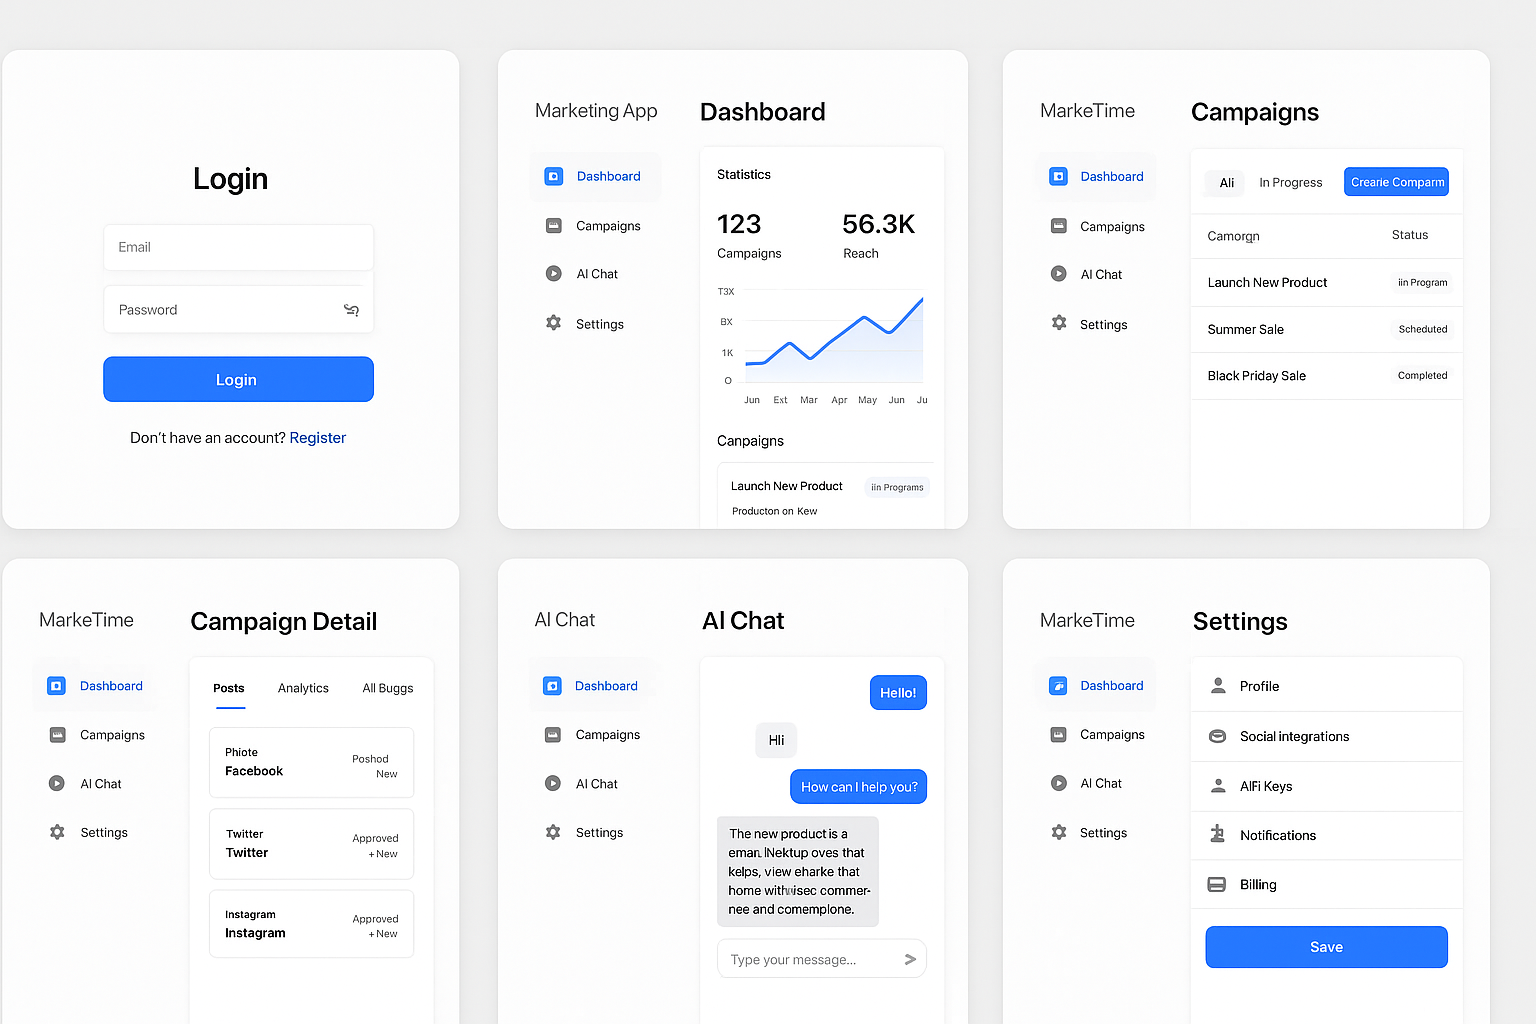 Login
Email
Password
Login
Don't have an account? Register
Marketing App
Dashboard
Campaigns
AI Chat
Settings
Dashboard
Statistics
123
Campaigns
56.3K
Reach
T3X
BX
1K
O
Jun Ext Mar Apr May Jun Ju
Canpaigns
Launch New Product iin Programs
Producton on Kew
MarkeTime
Dashboard
Campaigns
AI Chat
Settings
Campaigns
Ali In Progress Crearie Comparm
Camorgn Status
Launch New Product iin Program
Summer Sale Scheduted
Black Priday Sale Completed
MarkeTime
Dashboard
Campaigns
AI Chat
Settings
Campaign Detail
Posts Analytics All Buggs
Phiote Poshod
Facebook New
Twitter Approved
Twitter + New
Instagram Approved
Instagram + New
AI Chat
Dashboard
Campaigns
AI Chat
Settings
AI Chat
Hello!
Hli
How can I help you?
The new product is a
eman. INektup oves that
kelps, view eharke that
home withvisec commer-
nee and comemplone.
Type your message...
MarkeTime
Dashboard
Campaigns
AI Chat
Settings
Settings
Profile
Social integrations
AlFi Keys
Notifications
Billing
Save